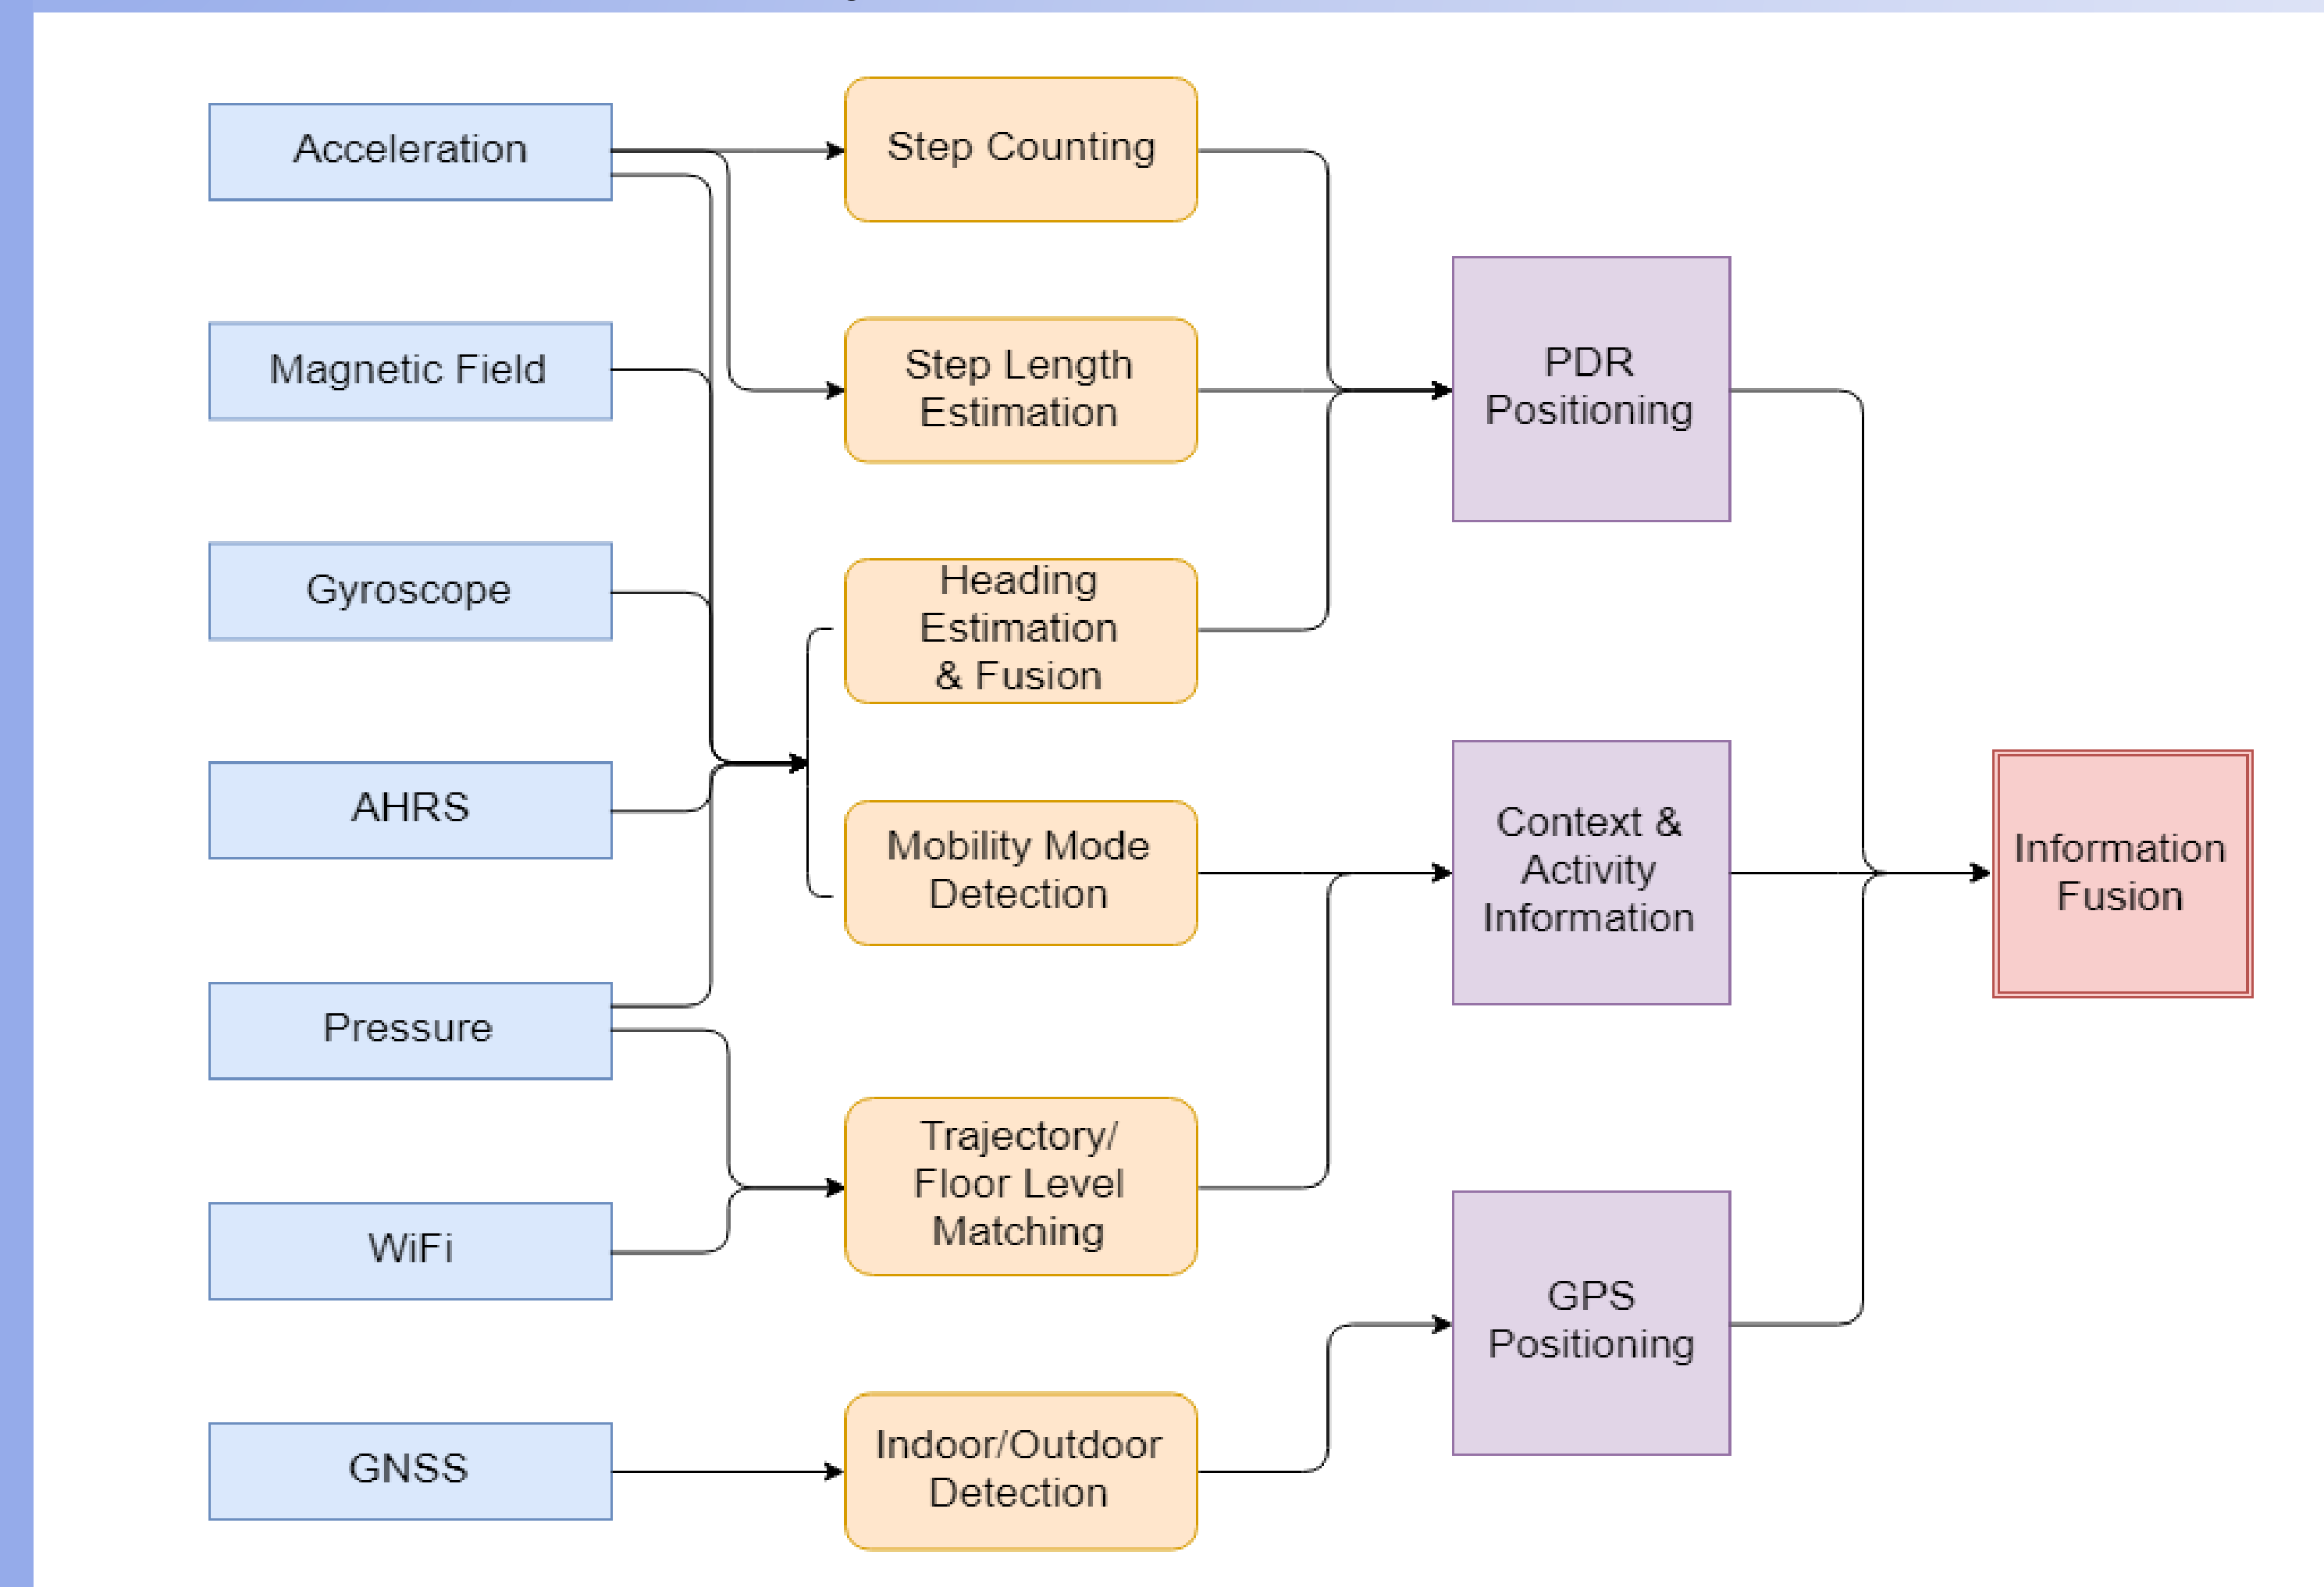 Acceleration
Magnetic Field
Gyroscope
AHRS
Pressure
WiFi
GNSS
Step Counting
Step Length
Estimation
Heading
Estimation
& Fusion
Mobility Mode
Detection
Trajectory/
Floor Level
Matching
Indoor/Outdoor
Detection
PDR
Positioning
Context &
Activity
Information
GPS
Positioning
Information
Fusion